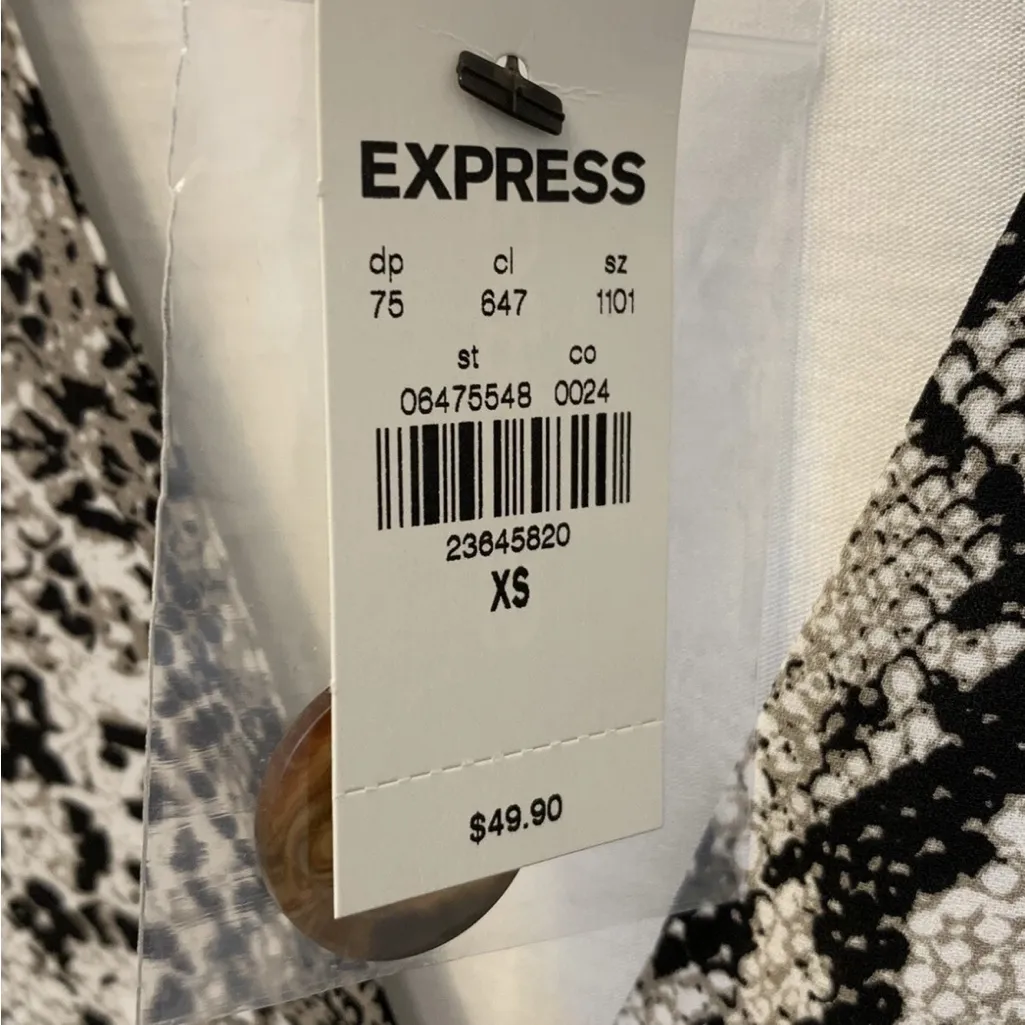 EXPRESS
dp cl sz
75 647 1101
st co
06475548 0024
23645820
XS
$49.90